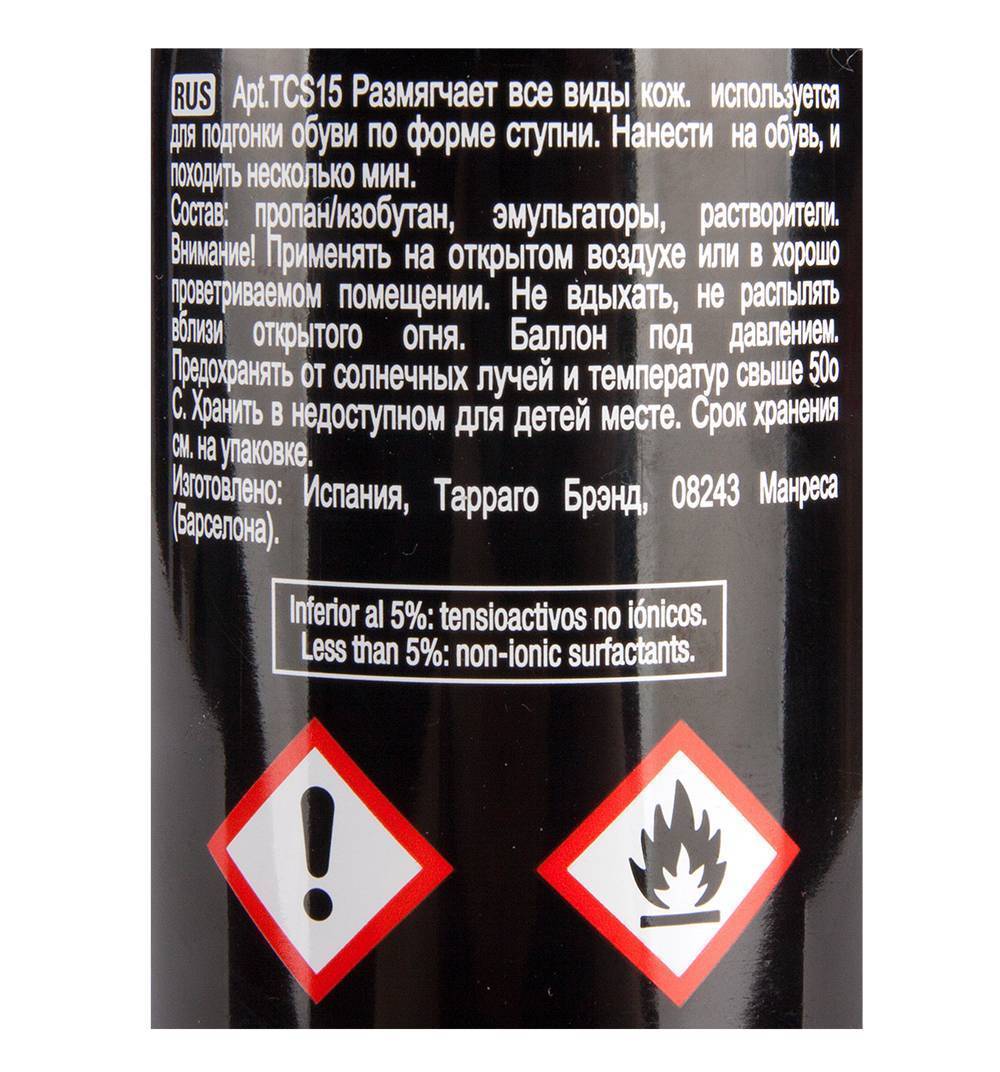 RUS Арт.TCS15 Размягчает все виды кож. используется
для подгонки обуви по форме ступни. Нанести на обувь, и
походить несколько мин.
Состав: пропан/изобутан, эмульгаторы, растворители.
Внимание! Применять на открытом воздухе или в хорошо
проветриваемом помещении. Не вдыхать, не распылять
вблизи открытого огня. Баллон под давлением.
Предохранять от солнечных лучей и температур свыше 50о
С. Хранить в недоступном для детей месте. Срок хранения
см. на упаковке.
Изготовлено: Испания, Тарраго Брэнд, 08243 Манреса
(Барселона).
Inferior al 5%: tensioactivos no iónicos.
Less than 5%: non-ionic surfactants.